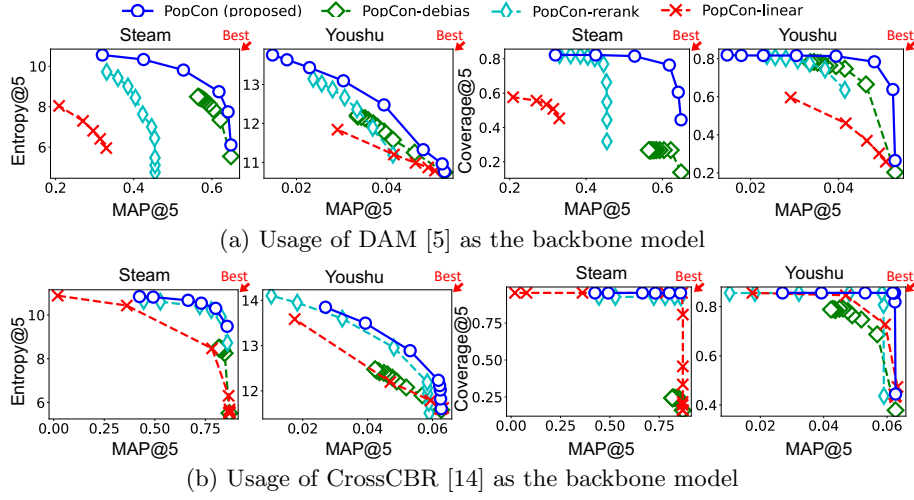 PopCon (proposed) PopCon-debias PopCon-rerank PopCon-linear
Steam Best Youshu Best Steam Best Youshu Best
Entropy@5 10 8 6 13 12 11 Coverage@5 0.8 0.6 0.4 0.2 0.8 0.6 0.4 0.2
0.2 0.4 0.6 0.02 0.04 0.2 0.4 0.6 0.02 0.04
MAP@5 MAP@5 MAP@5 MAP@5
(a) Usage of DAM [5] as the backbone model
Steam Best Youshu Best Steam Best Youshu Best
Entropy@5 10 8 6 14 13 12 Coverage@5 0.75 0.50 0.25 0.8 0.6 0.4
0.00 0.25 0.50 0.75 0.02 0.04 0.06 0.00 0.25 0.50 0.75 0.02 0.04 0.06
MAP@5 MAP@5 MAP@5 MAP@5
(b) Usage of CrossCBR [14] as the backbone model